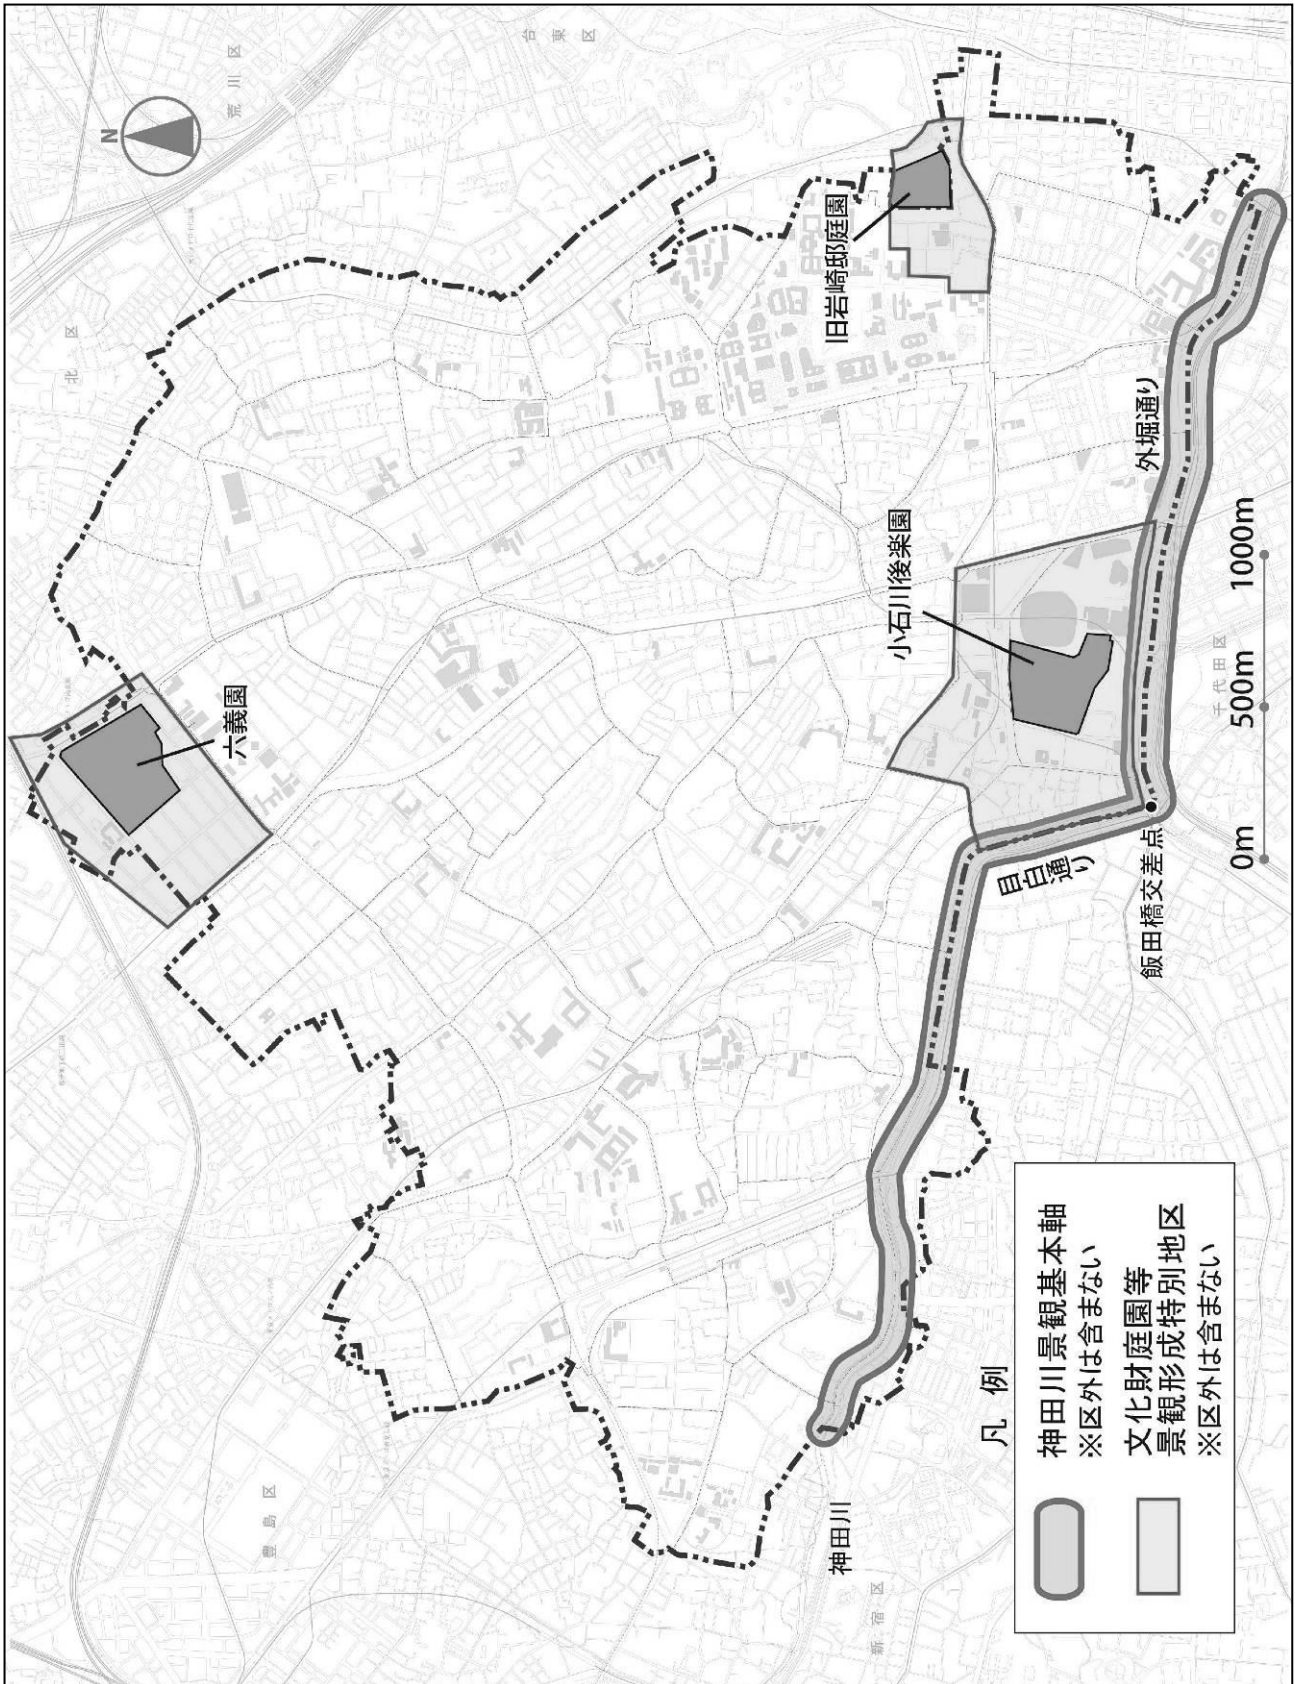 N
荒川区
台東区
北区
六義園
旧岩崎邸庭園
小石川後楽園
外堀通り
目白通り
飯田橋交差点
千代田区
0m 500m 1000m
豊島区
神田川
新宿区
凡例
神田川景観基本軸
※区外は含まない
文化財庭園等
景観形成特別地区
※区外は含まない